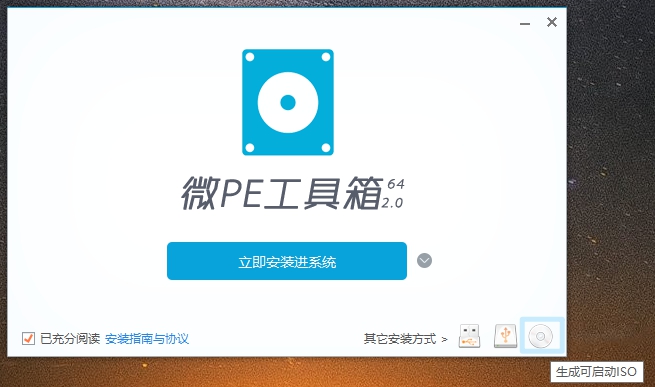 微PE工具箱 64
2.0
立即安装进系统
已充分阅读 安装指南与协议
其它安装方式 >
生成可启动ISO